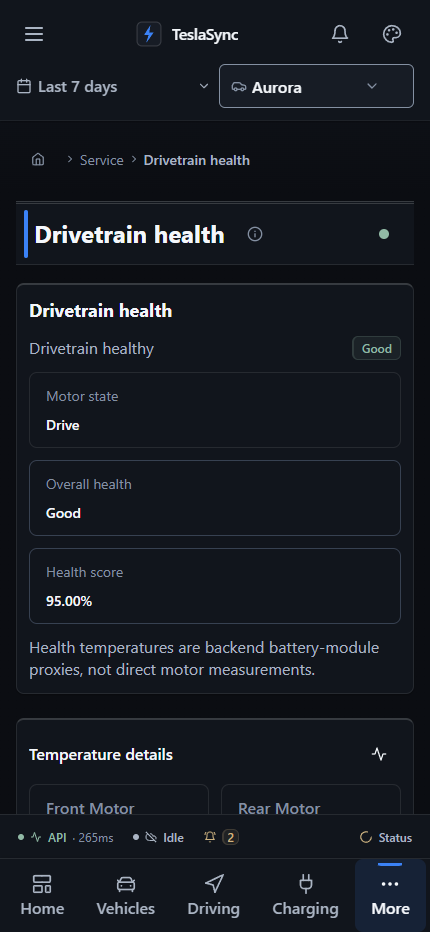 TeslaSync
Last 7 days
Aurora
Service
Drivetrain health
Drivetrain health
Drivetrain health
Drivetrain healthy
Good
Motor state
Drive
Overall health
Good
Health score
95.00%
Health temperatures are backend battery-module
proxies, not direct motor measurements.
Temperature details
Front Motor
Rear Motor
API · 265ms
Idle
2
Status
Home
Vehicles
Driving
Charging
More